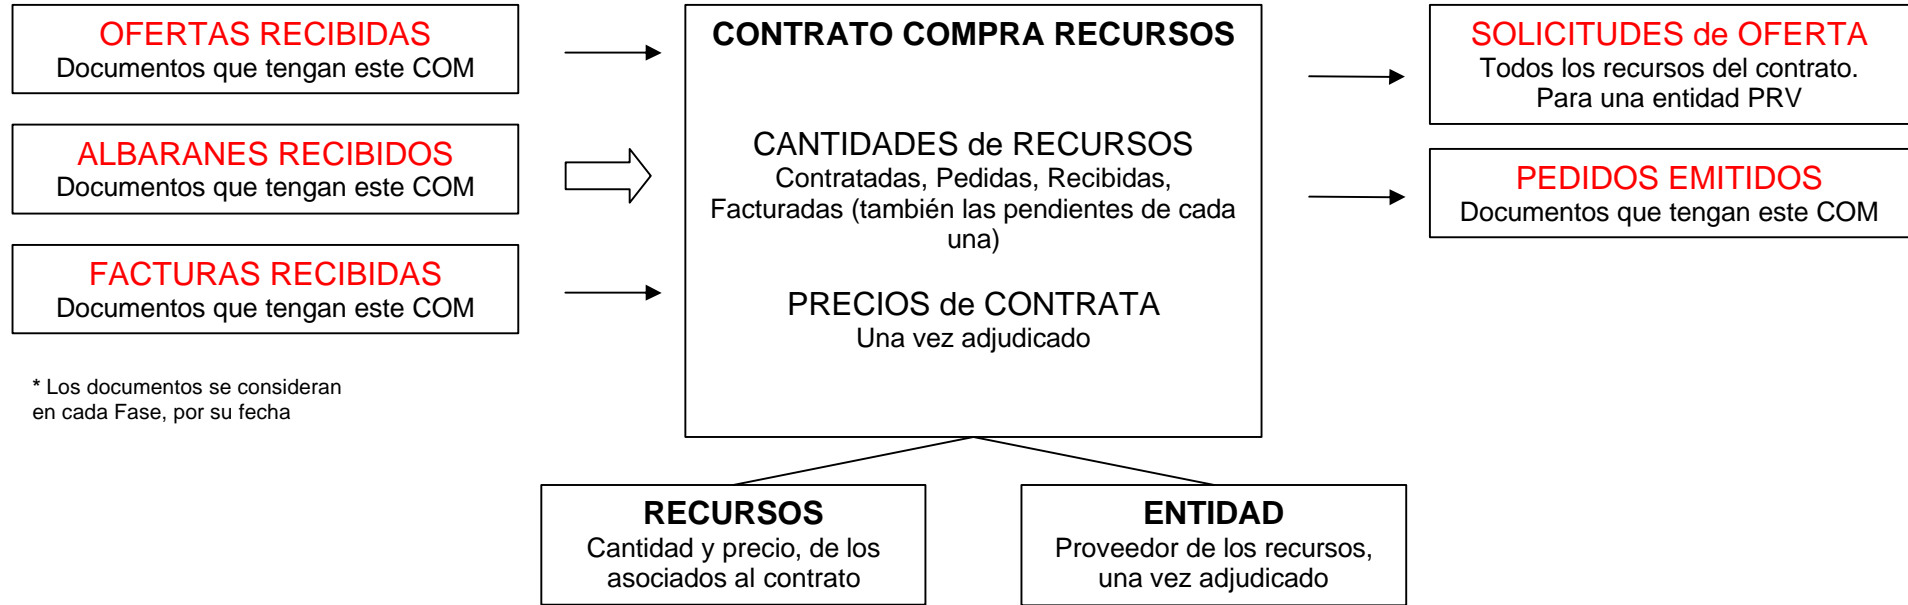 OFERTAS RECIBIDAS
Documentos que tengan este COM
ALBARANES RECIBIDOS
Documentos que tengan este COM
FACTURAS RECIBIDAS
Documentos que tengan este COM
* Los documentos se consideran
en cada Fase, por su fecha
CONTRATO COMPRA RECURSOS
CANTIDADES de RECURSOS
Contratadas, Pedidas, Recibidas,
Facturadas (también las pendientes de cada
una)
PRECIOS de CONTRATA
Una vez adjudicado
SOLICITUDES de OFERTA
Todos los recursos del contrato.
Para una entidad PRV
PEDIDOS EMITIDOS
Documentos que tengan este COM
RECURSOS
Cantidad y precio, de los
asociados al contrato
ENTIDAD
Proveedor de los recursos,
una vez adjudicado